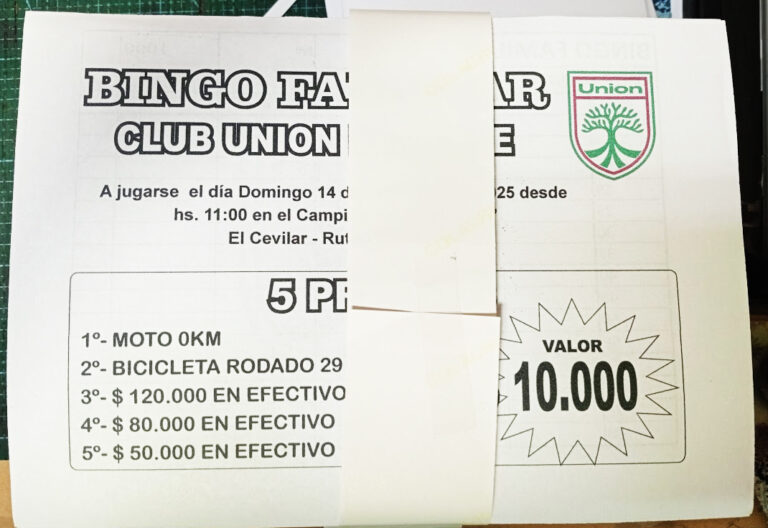 BINGO FA AR
Union
CLUB UNION E
A jugarse el día Domingo 14 d 25 desde
hs. 11:00 en el Campi
El Cevilar - Rut
5 PR
1º- MOTO 0KM
2º- BICICLETA RODADO 29
3º- $ 120.000 EN EFECTIVO
4º- $ 80.000 EN EFECTIVO
5º- $ 50.000 EN EFECTIVO
VALOR
10.000